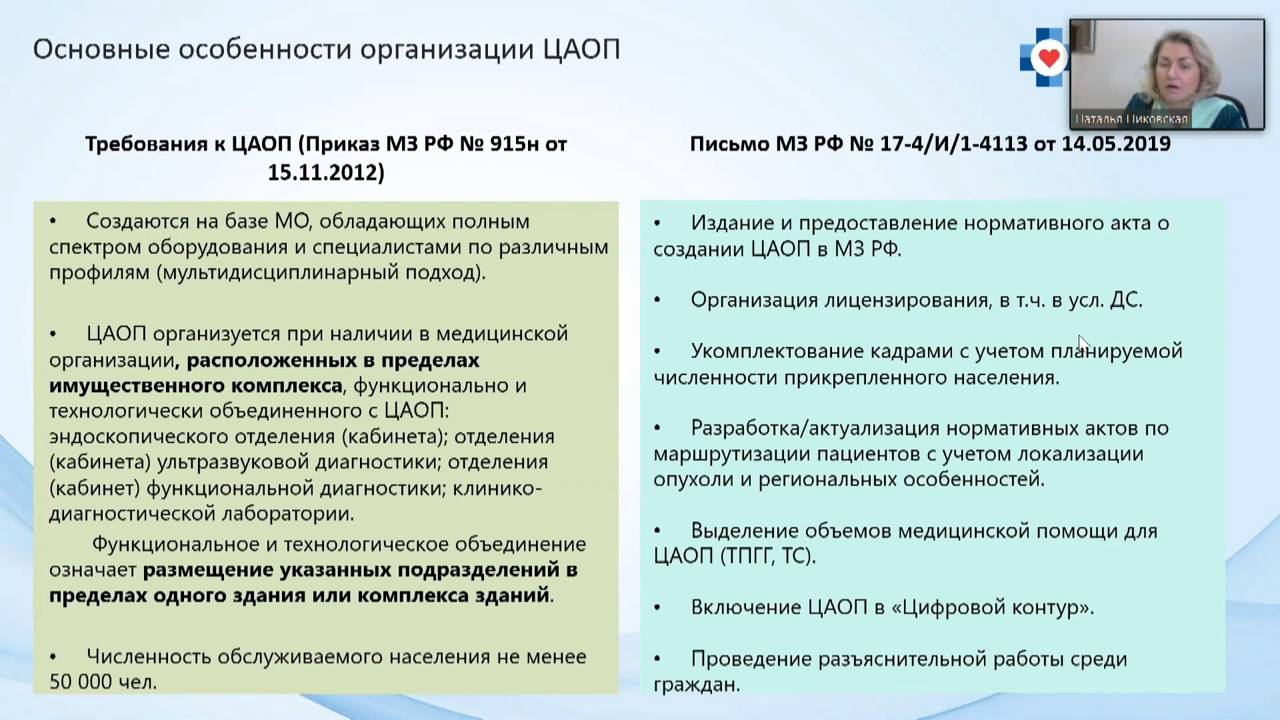 Основные особенности организации ЦАОП
Наталья Пиковская
Требования к ЦАОП (Приказ МЗ РФ № 915н от
15.11.2012)
• Создаются на базе МО, обладающих полным
спектром оборудования и специалистами по различным
профилям (мультидисциплинарный подход).
• ЦАОП организуется при наличии в медицинской
организации, расположенных в пределах
имущественного комплекса, функционально и
технологически объединенного с ЦАОП:
эндоскопического отделения (кабинета); отделения
(кабинета) ультразвуковой диагностики; отделения
(кабинет) функциональной диагностики; клинико-
диагностической лаборатории.
Функциональное и технологическое объединение
означает размещение указанных подразделений в
пределах одного здания или комплекса зданий.
• Численность обслуживаемого населения не менее
50 000 чел.
Письмо МЗ РФ № 17-4/И/1-4113 от 14.05.2019
• Издание и предоставление нормативного акта о
создании ЦАОП в МЗ РФ.
• Организация лицензирования, в т.ч. в усл. ДС.
• Укомплектование кадрами с учетом планируемой
численности прикрепленного населения.
• Разработка/актуализация нормативных актов по
маршрутизации пациентов с учетом локализации
опухоли и региональных особенностей.
• Выделение объемов медицинской помощи для
ЦАОП (ТПГГ, ТС).
• Включение ЦАОП в «Цифровой контур».
• Проведение разъяснительной работы среди
граждан.